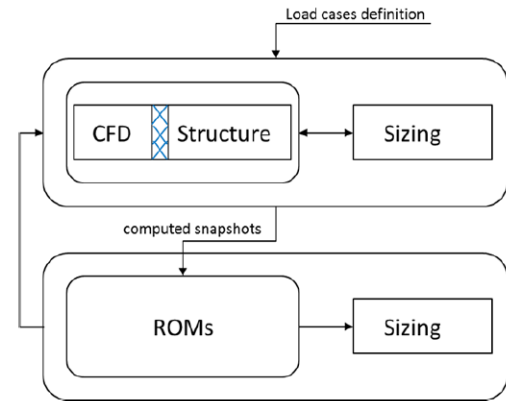 Load cases definition
CFD
Structure
Sizing
computed snapshots
ROMs
Sizing